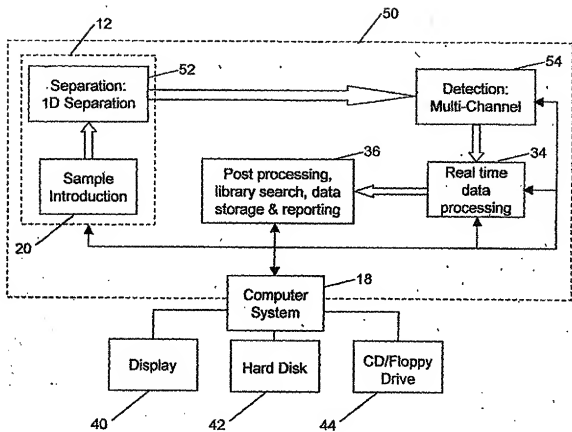 12
50
52
54
Separation:
1D Separation
Detection:
Multi-Channel
36
34
Sample
Introduction
Post processing,
library search, data
storage & reporting
Real time
data
processing
20
18
Computer
System
Display
Hard Disk
CD/Floppy
Drive
40
42
44